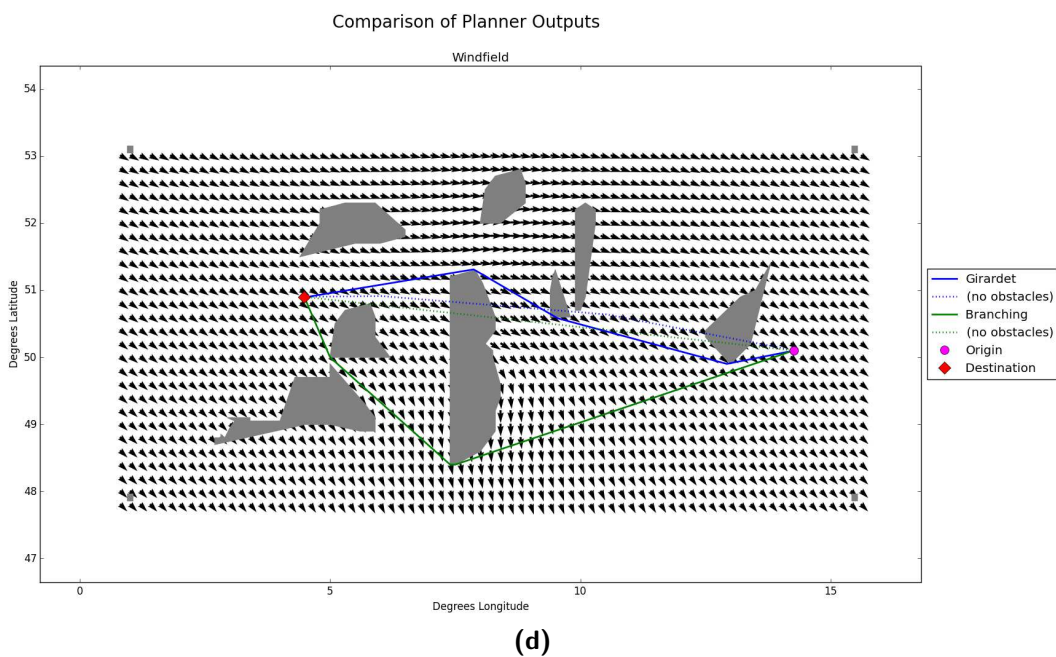 Comparison of Planner Outputs
Windfield
54
53
52
51
50
49
48
47
Degrees Latitude
0 5 10 15
Degrees Longitude
Girardet
(no obstacles)
Branching
(no obstacles)
Origin
Destination
(d)